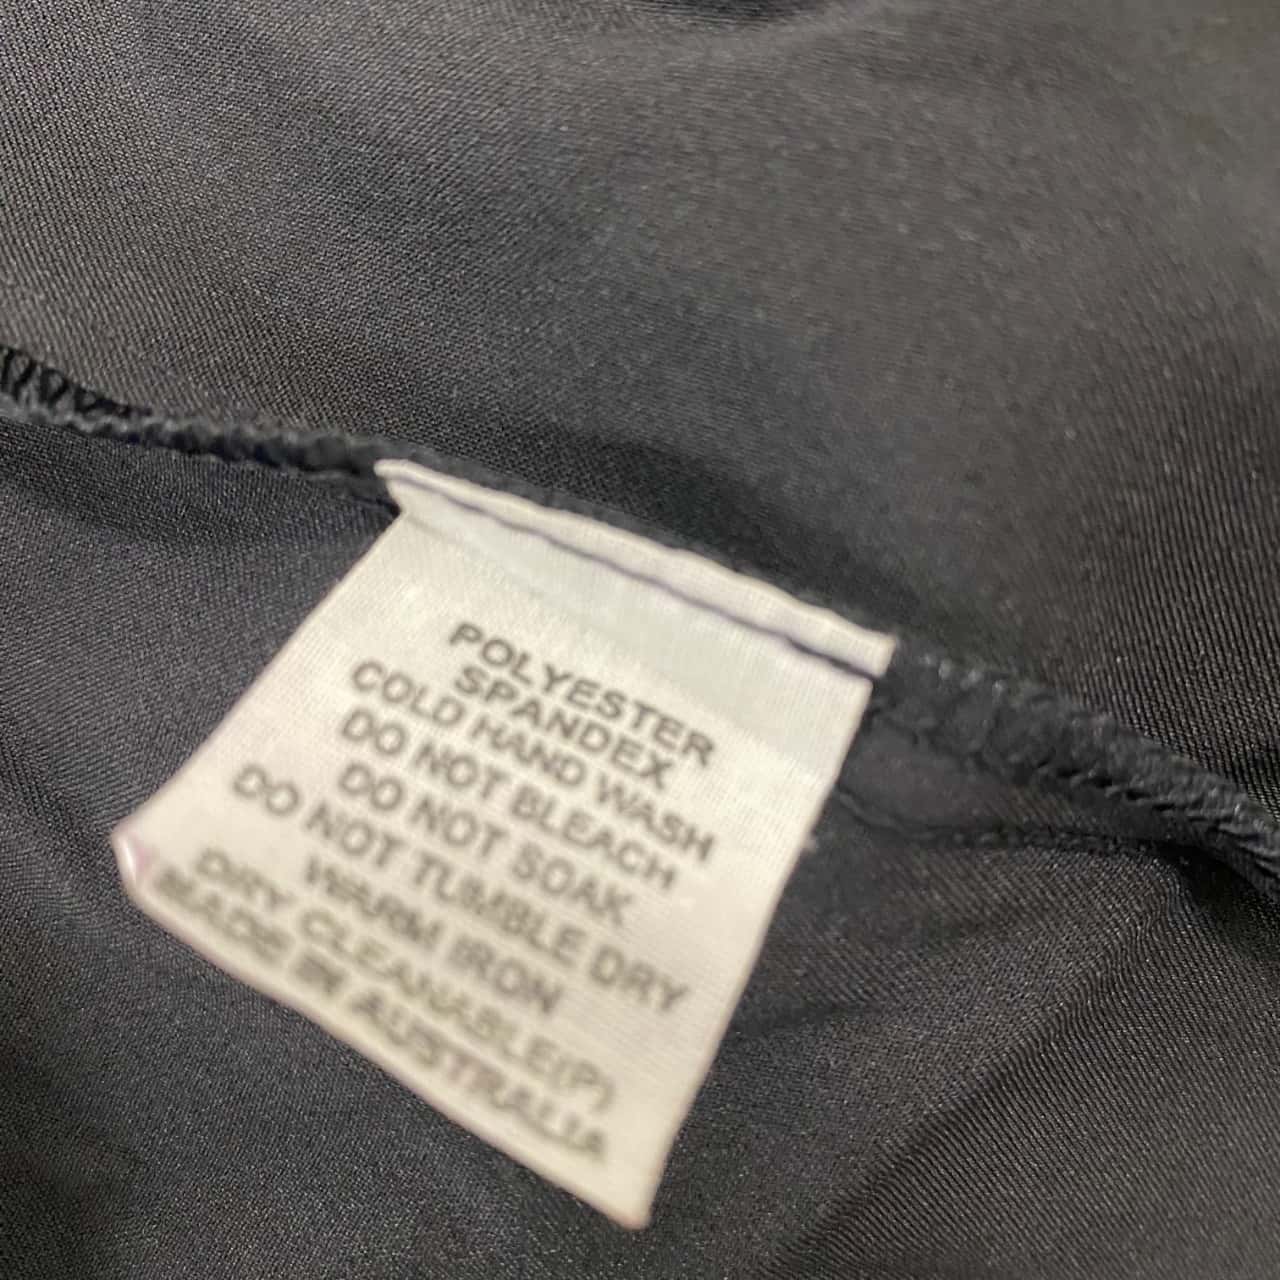 POLYESTER
SPANDEX
COLD HAND WASH
DO NOT BLEACH
DO NOT SOAK
DO NOT TUMBLE DRY
WARM IRON
DRY CLEANABLE(P)
MADE IN AUSTRALIA